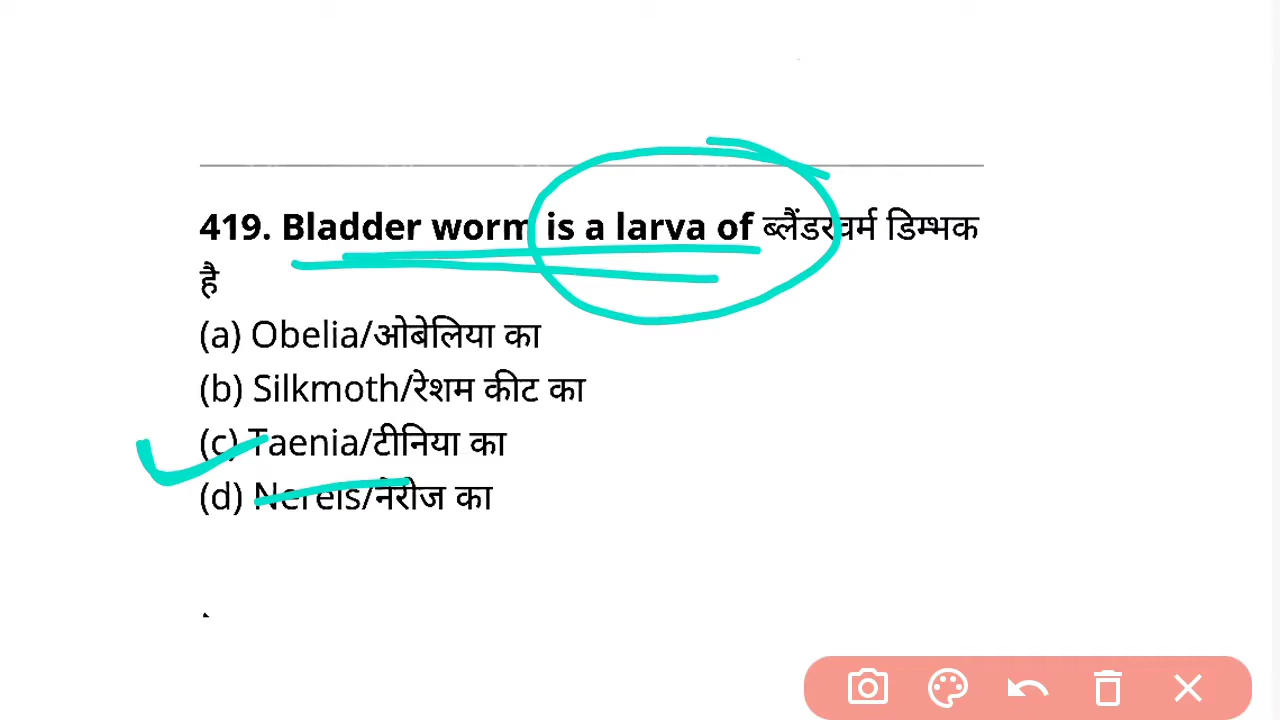 419. Bladder worm is a larva of ब्लैंडरवर्म डिम्भक
है
(a) Obelia/ओबेलिया का
(b) Silkmoth/रेशम कीट का
(c) Taenia/टीनिया का
(d) Nereis/नेरीज का